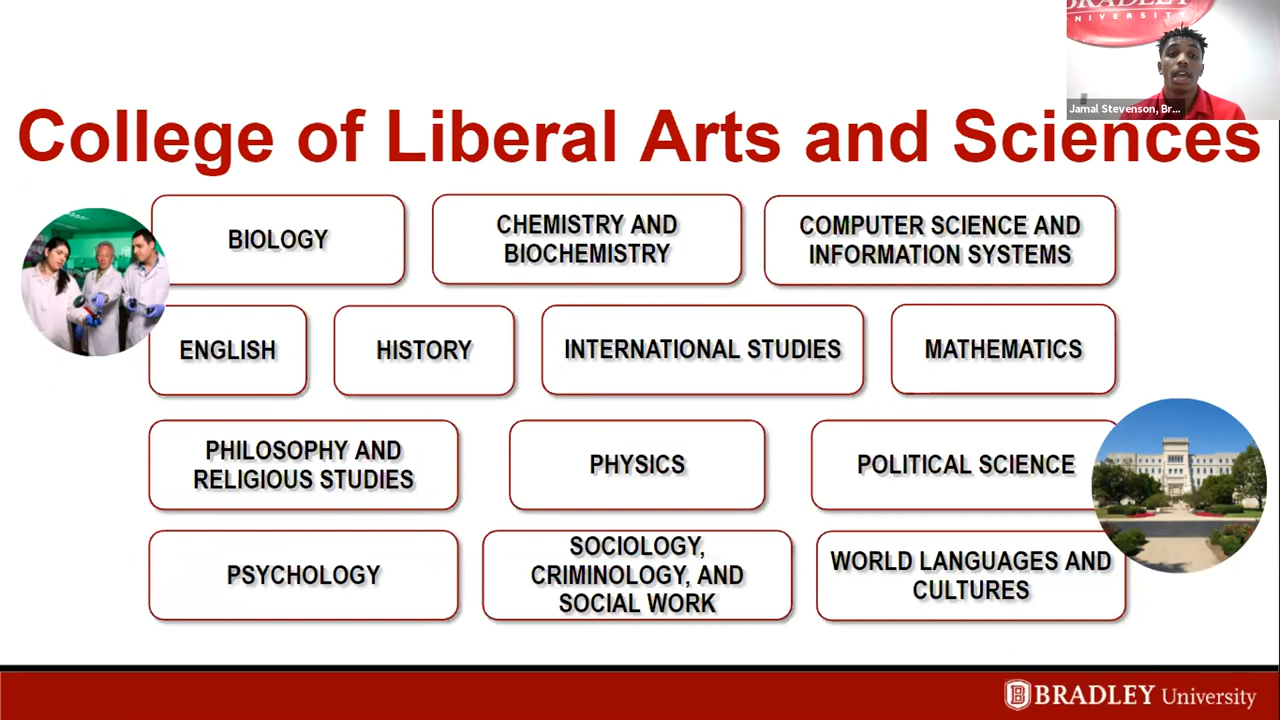 BRADLEY
UNIVERSITY
Jamal Stevenson, Br...
College of Liberal Arts and Sciences
BIOLOGY
CHEMISTRY AND
BIOCHEMISTRY
COMPUTER SCIENCE AND
INFORMATION SYSTEMS
ENGLISH
HISTORY
INTERNATIONAL STUDIES
MATHEMATICS
PHILOSOPHY AND
RELIGIOUS STUDIES
PHYSICS
POLITICAL SCIENCE
PSYCHOLOGY
SOCIOLOGY,
CRIMINOLOGY, AND
SOCIAL WORK
WORLD LANGUAGES AND
CULTURES
BRADLEY University